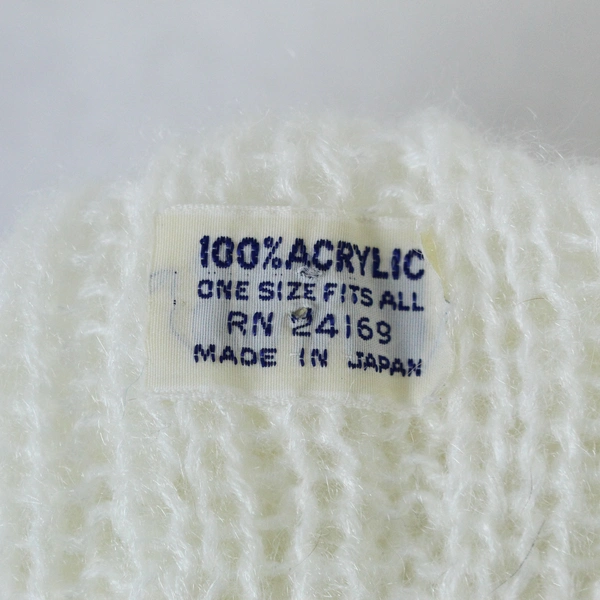 100% ACRYLIC
ONE SIZE FITS ALL
RN 24169
MADE IN JAPAN